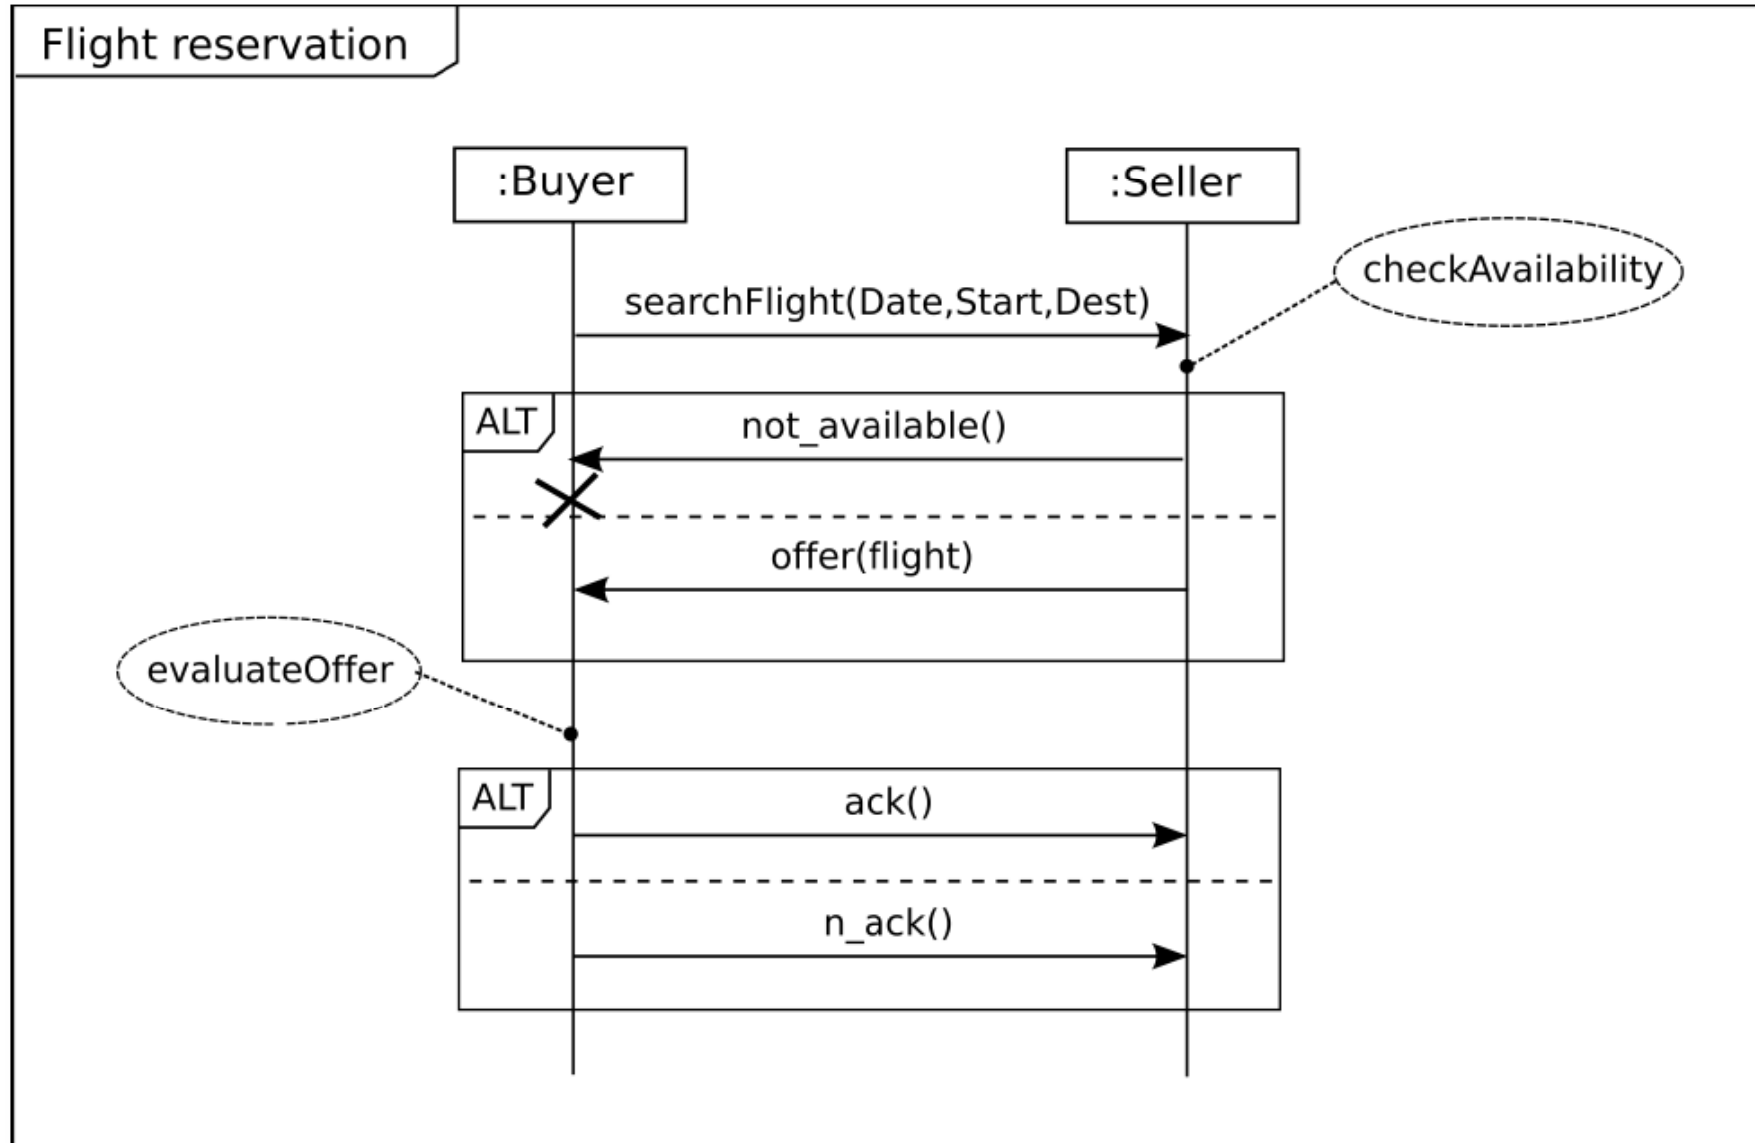 Flight reservation
:Buyer
:Seller
checkAvailability
searchFlight(Date,Start,Dest)
ALT
not_available()
offer(flight)
evaluateOffer
ALT
ack()
n_ack()